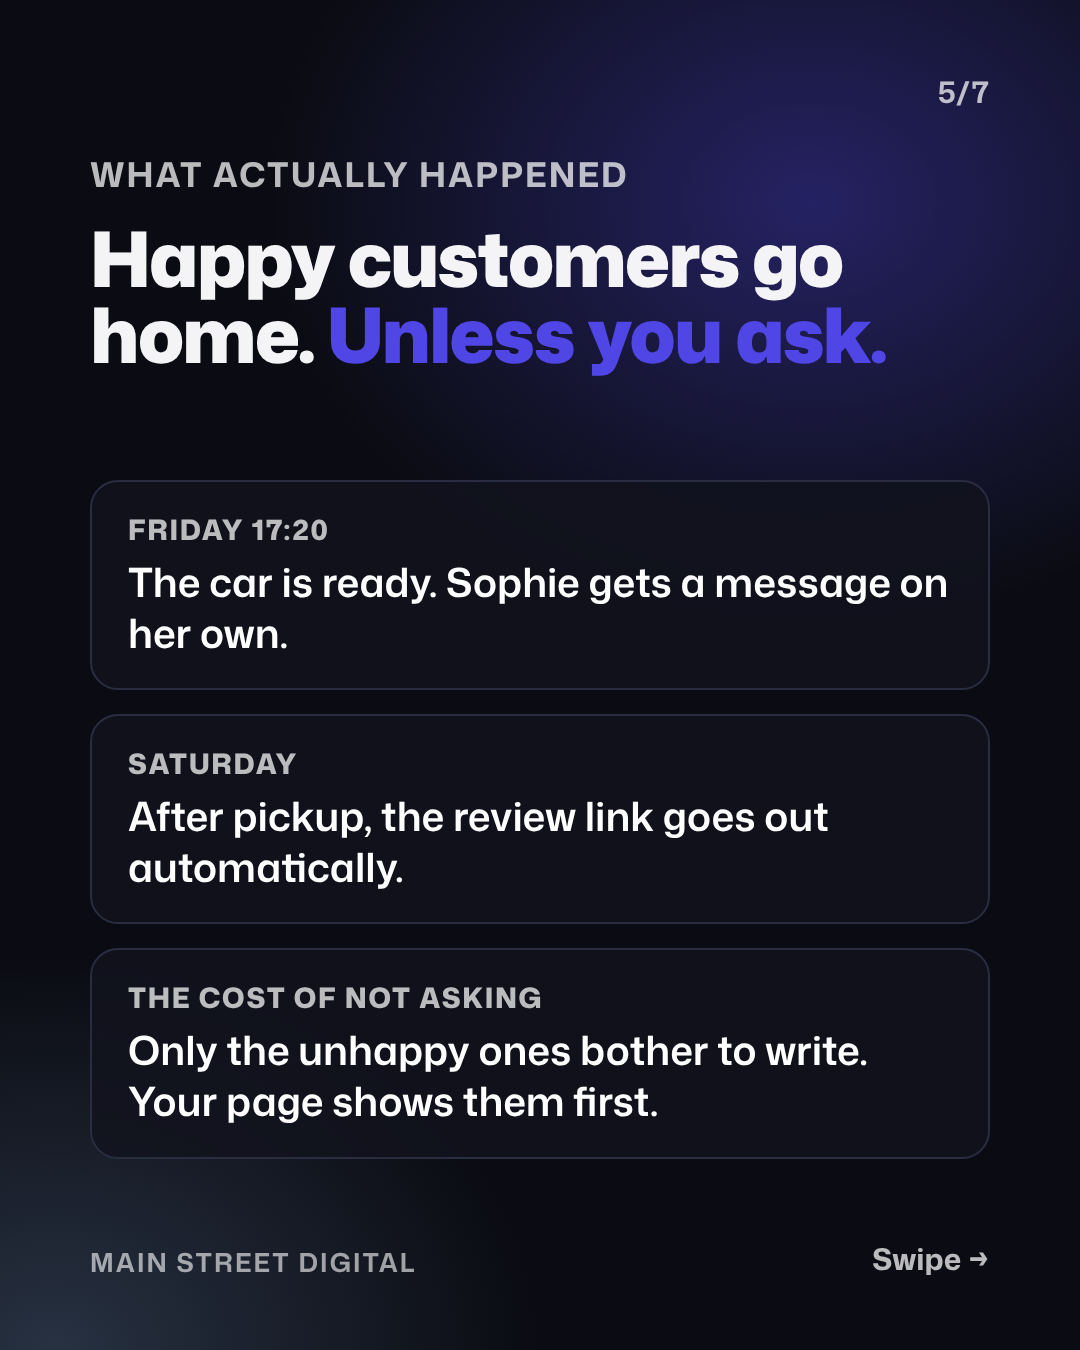 5/7
WHAT ACTUALLY HAPPENED
Happy customers go
home. Unless you ask.
FRIDAY 17:20
The car is ready. Sophie gets a message on
her own.
SATURDAY
After pickup, the review link goes out
automatically.
THE COST OF NOT ASKING
Only the unhappy ones bother to write.
Your page shows them first.
MAIN STREET DIGITAL
Swipe →